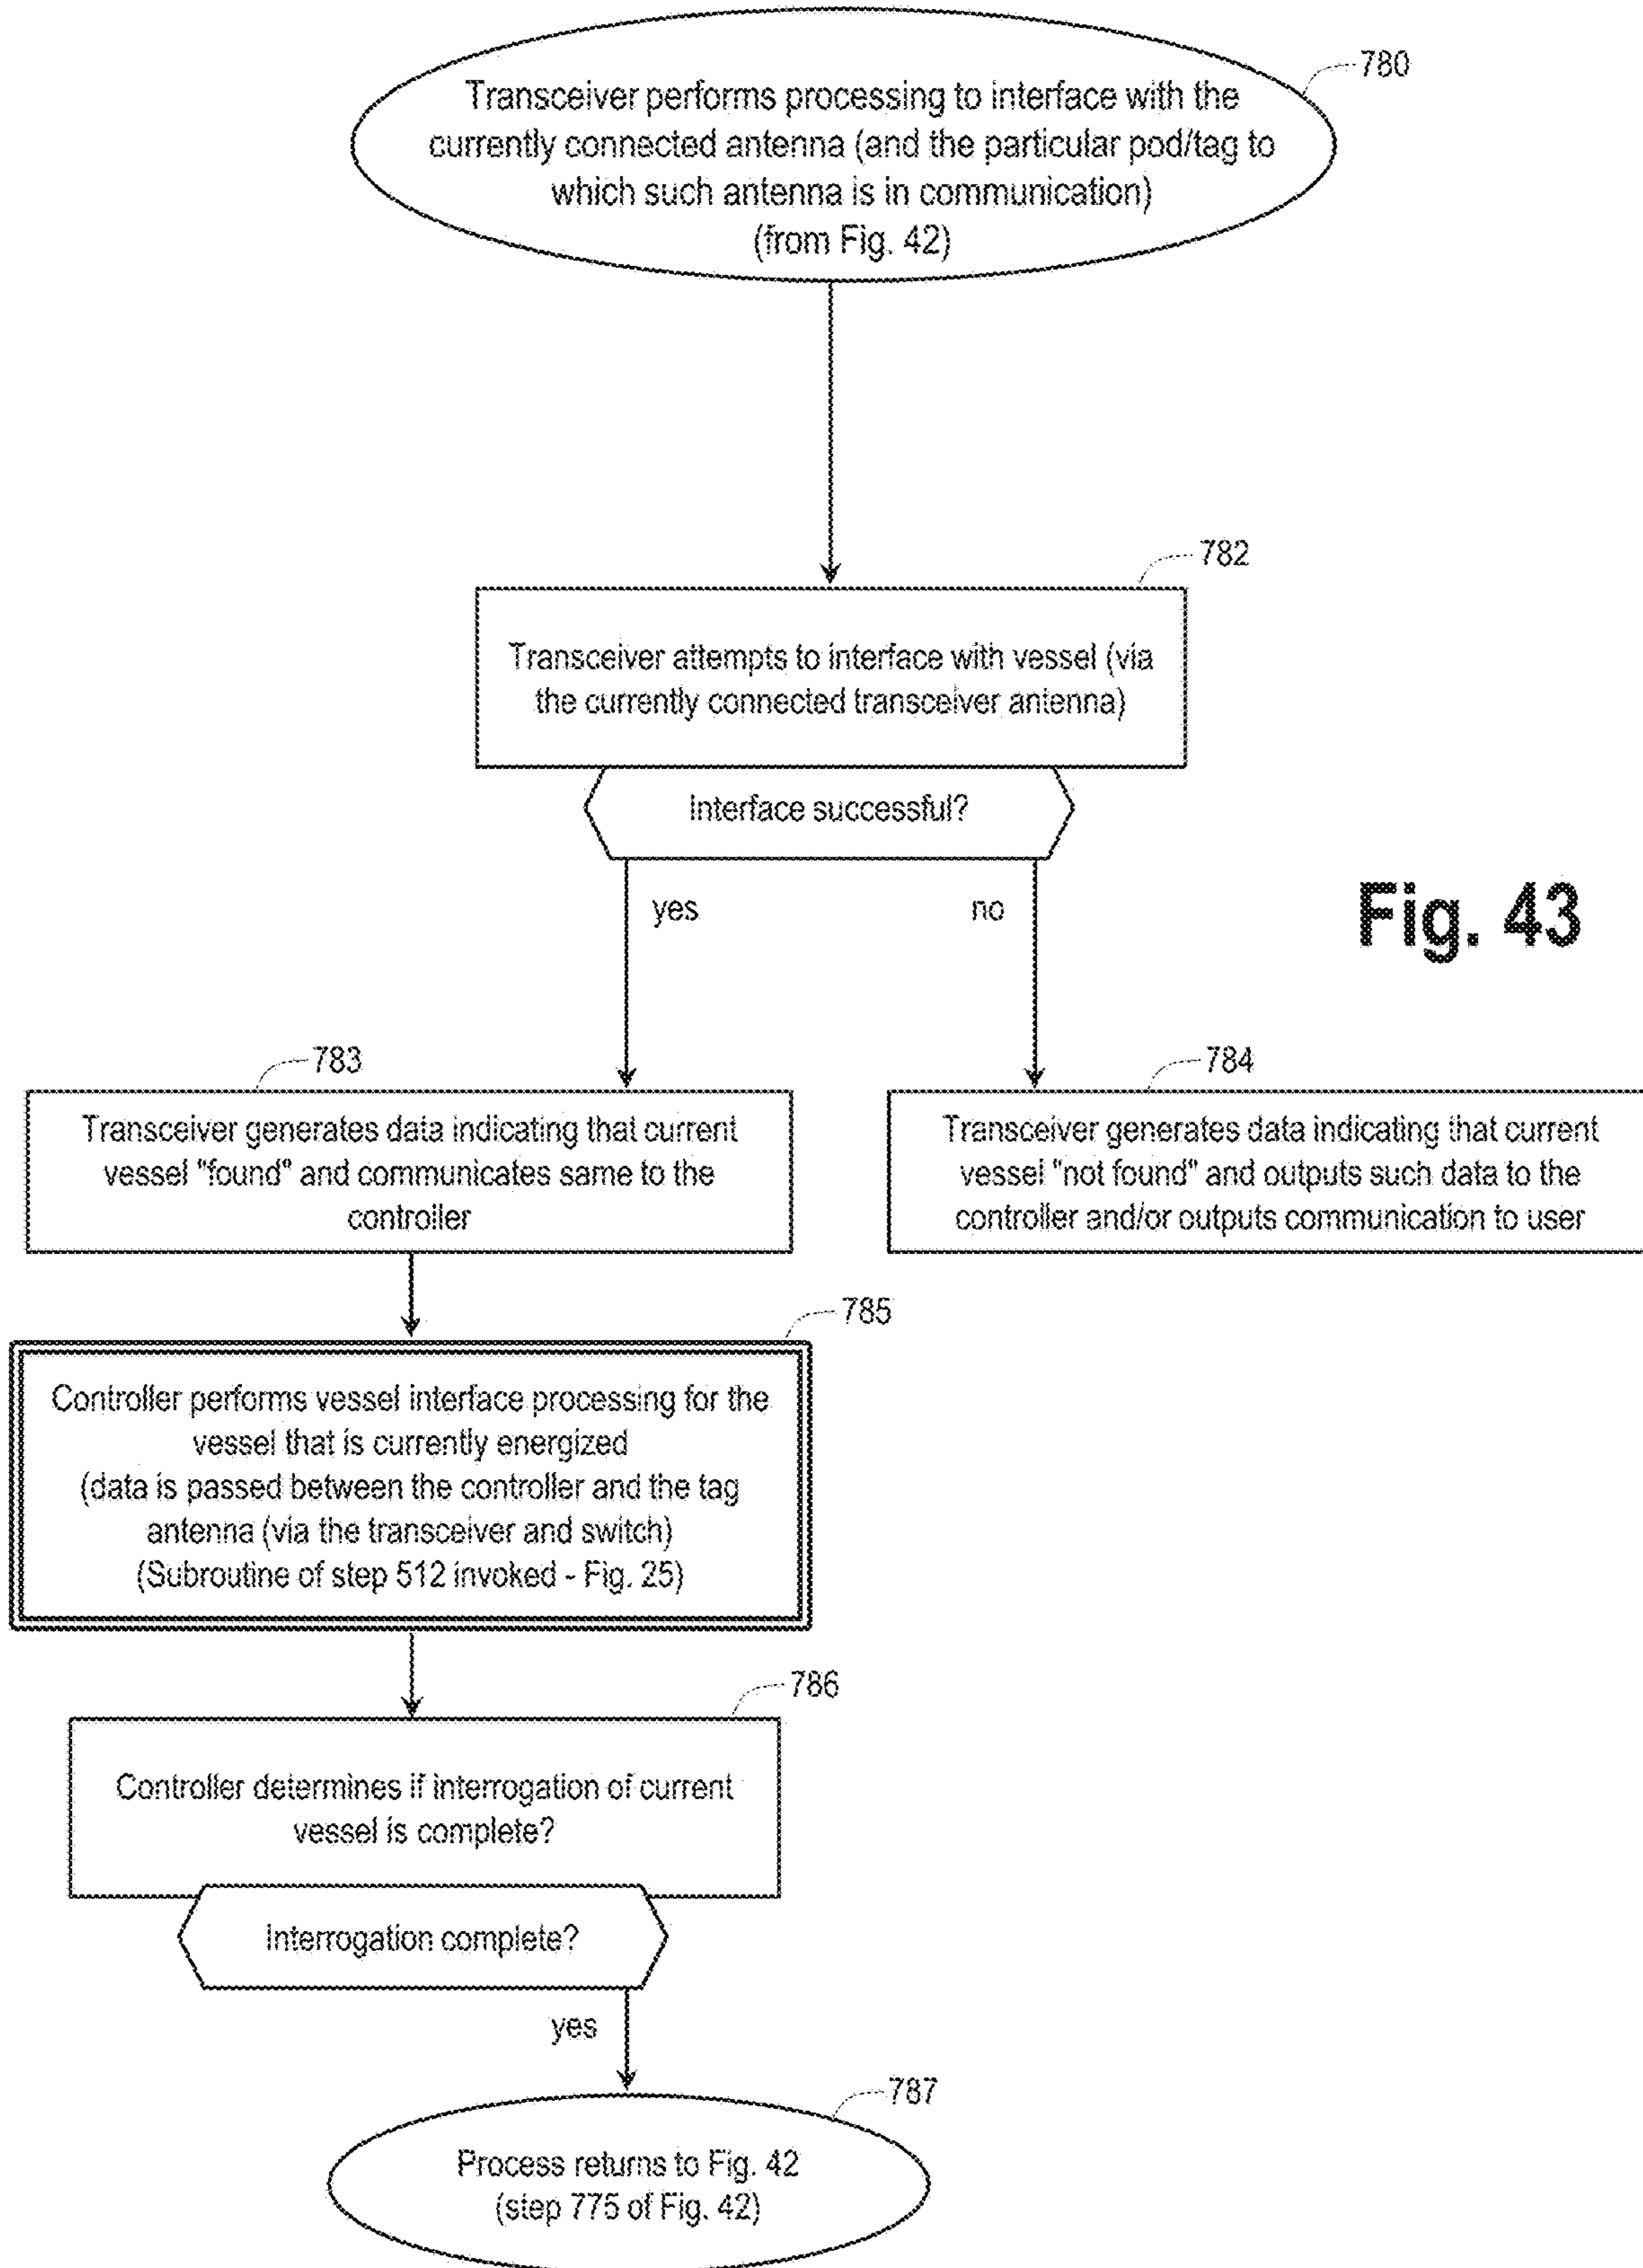 780
Transceiver performs processing to interface with the
currently connected antenna (and the particular pod/tag to
which such antenna is in communication)
(from Fig. 42)
782
Transceiver attempts to interface with vessel (via
the currently connected transceiver antenna)
Interface successful?
yes
no
Fig. 43
783
Transceiver generates data indicating that current
vessel "found" and communicates same to the
controller
784
Transceiver generates data indicating that current
vessel "not found" and outputs such data to the
controller and/or outputs communication to user
785
Controller performs vessel interface processing for the
vessel that is currently energized
(data is passed between the controller and the tag
antenna (via the transceiver and switch)
(Subroutine of step 512 invoked - Fig. 25)
786
Controller determines if interrogation of current
vessel is complete?
Interrogation complete?
yes
787
Process returns to Fig. 42
(step 775 of Fig. 42)